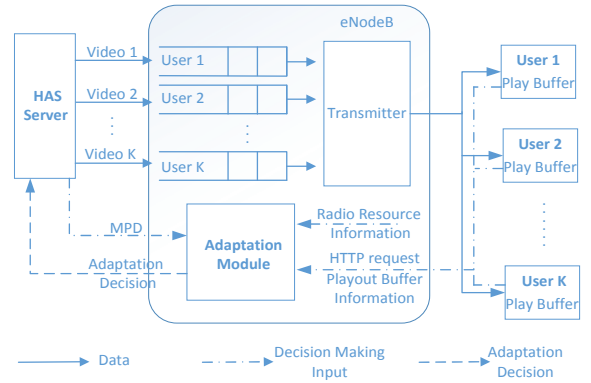 eNodeB
HAS
Server
Video 1
Video 2
Video K
User 1
User 2
User K
Transmitter
User 1
Play Buffer
User 2
Play Buffer
User K
Play Buffer
MPD
Adaptation
Decision
Adaptation
Module
Radio Resource
Information
HTTP request
Playout Buffer
Information
Data
Decision Making
Input
Adaptation
Decision